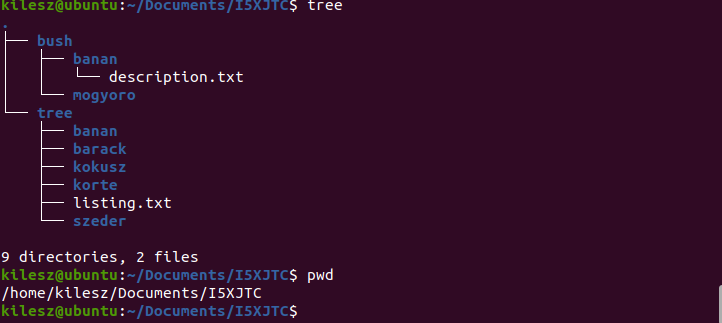 kilesz@ubuntu:~/Documents/I5XJTC$ tree
.
├── bush
│   ├── banan
│   │   └── description.txt
│   └── mogyoro
└── tree
    ├── banan
    ├── barack
    ├── kokusz
    ├── korte
    ├── listing.txt
    └── szeder
9 directories, 2 files
kilesz@ubuntu:~/Documents/I5XJTC$ pwd
/home/kilesz/Documents/I5XJTC
kilesz@ubuntu:~/Documents/I5XJTC$